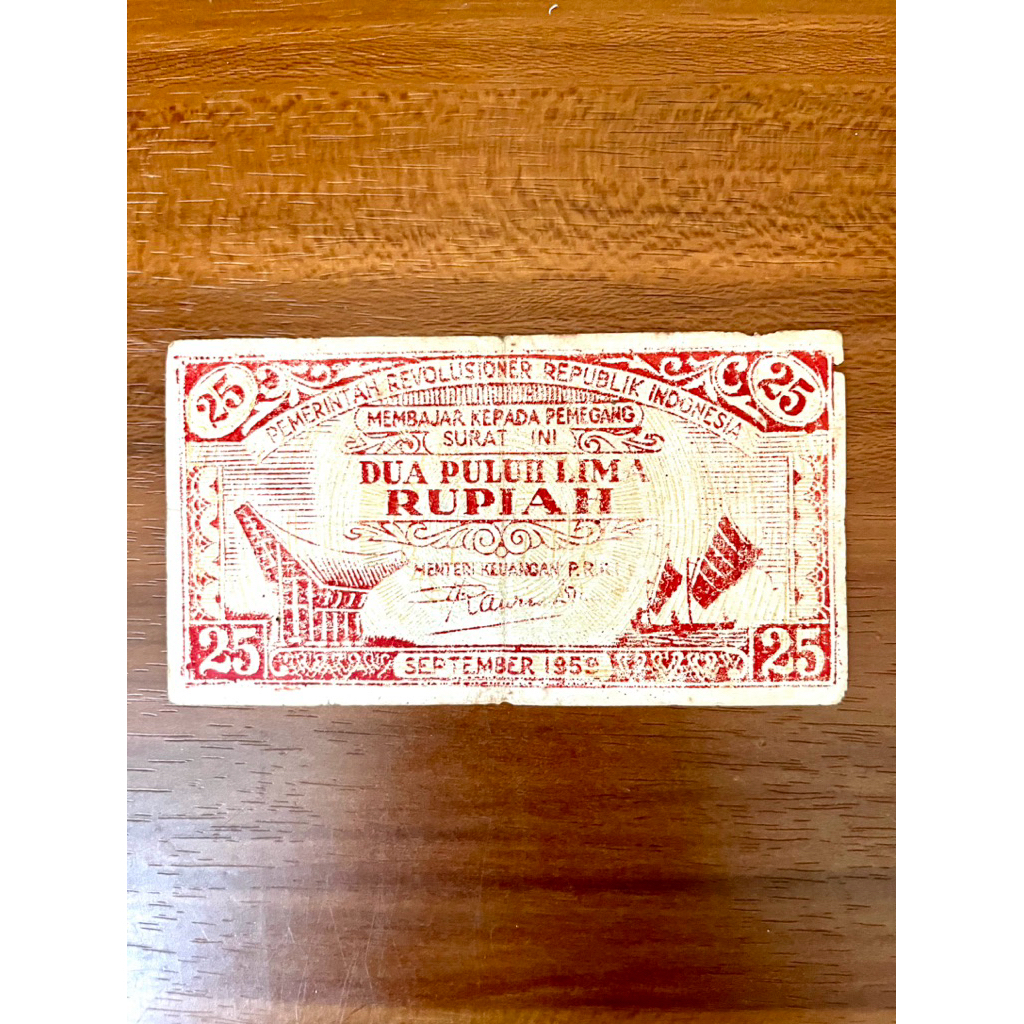 25 PEMERINTAH REVOLUSIONER REPUBLIK INDONESIA 25
MEMBAJAR KEPADA PEMEGANG
SURAT INI
DUA PULUH LIMA
RUPIAH
MENTERI KEUANGAN P.R.R.I
25 SEPTEMBER 1959 25